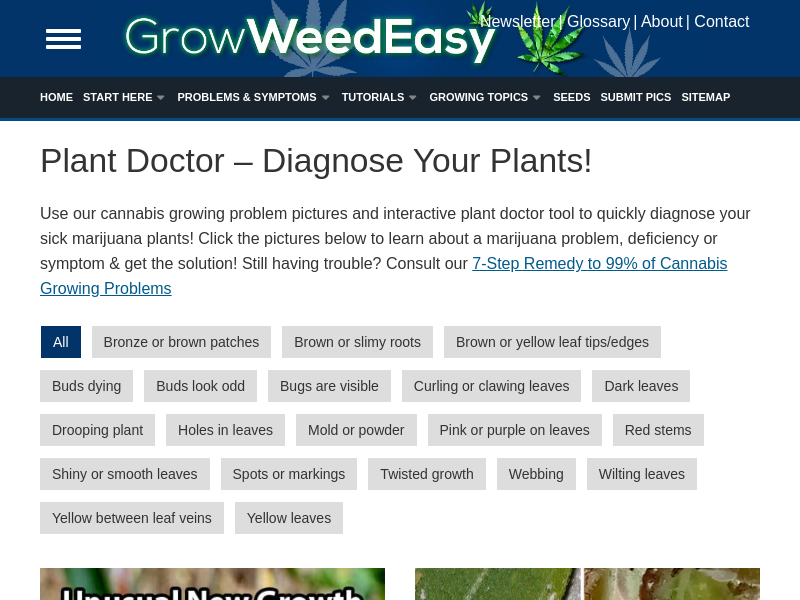 GrowWeedEasy
Newsletter | Glossary | About | Contact
HOME START HERE PROBLEMS & SYMPTOMS TUTORIALS GROWING TOPICS SEEDS SUBMIT PICS SITEMAP
Plant Doctor – Diagnose Your Plants!
Use our cannabis growing problem pictures and interactive plant doctor tool to quickly diagnose your
sick marijuana plants! Click the pictures below to learn about a marijuana problem, deficiency or
symptom & get the solution! Still having trouble? Consult our 7-Step Remedy to 99% of Cannabis
Growing Problems
All Bronze or brown patches Brown or slimy roots Brown or yellow leaf tips/edges
Buds dying Buds look odd Bugs are visible Curling or clawing leaves Dark leaves
Drooping plant Holes in leaves Mold or powder Pink or purple on leaves Red stems
Shiny or smooth leaves Spots or markings Twisted growth Webbing Wilting leaves
Yellow between leaf veins Yellow leaves
Unusual New Growth